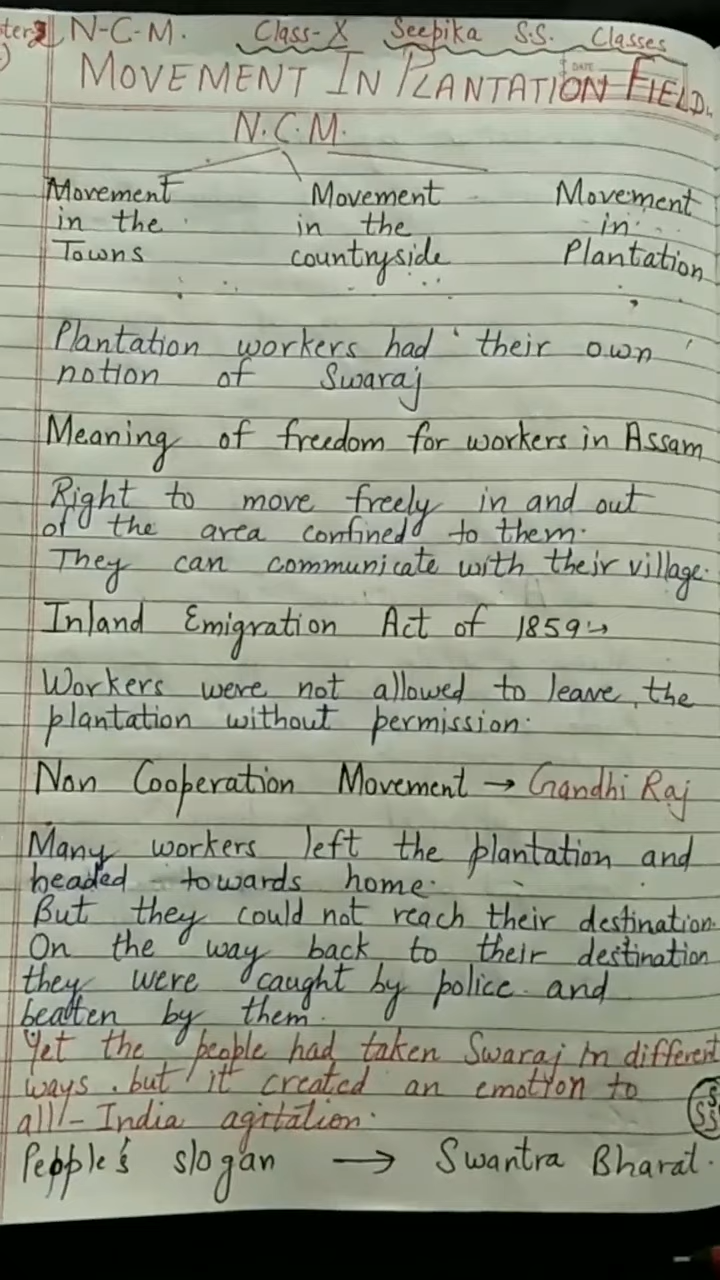 ter 3 N-C-M. Class-X Seepika S.S. Classes
MOVEMENT IN PLANTATION FIELD
DATE
N.C.M.
Movement Movement Movement
in the in the in
Towns countryside Plantation
Plantation workers had their own
notion of Swaraj
Meaning of freedom for workers in Assam
Right to move freely in and out
of the area confined to them.
They can communicate with their village.
Inland Emigration Act of 1859→
Workers were not allowed to leave the
plantation without permission.
Non Cooperation Movement → Gandhi Raj
Many workers left the plantation and
headed towards home.
But they could not reach their destination.
On the way back to their destination
they were caught by police and
beaten by them.
Yet the people had taken Swaraj in different
ways. but it created an emotion to
all-India agitation.
SSS
People's slogan → Swantra Bharat.